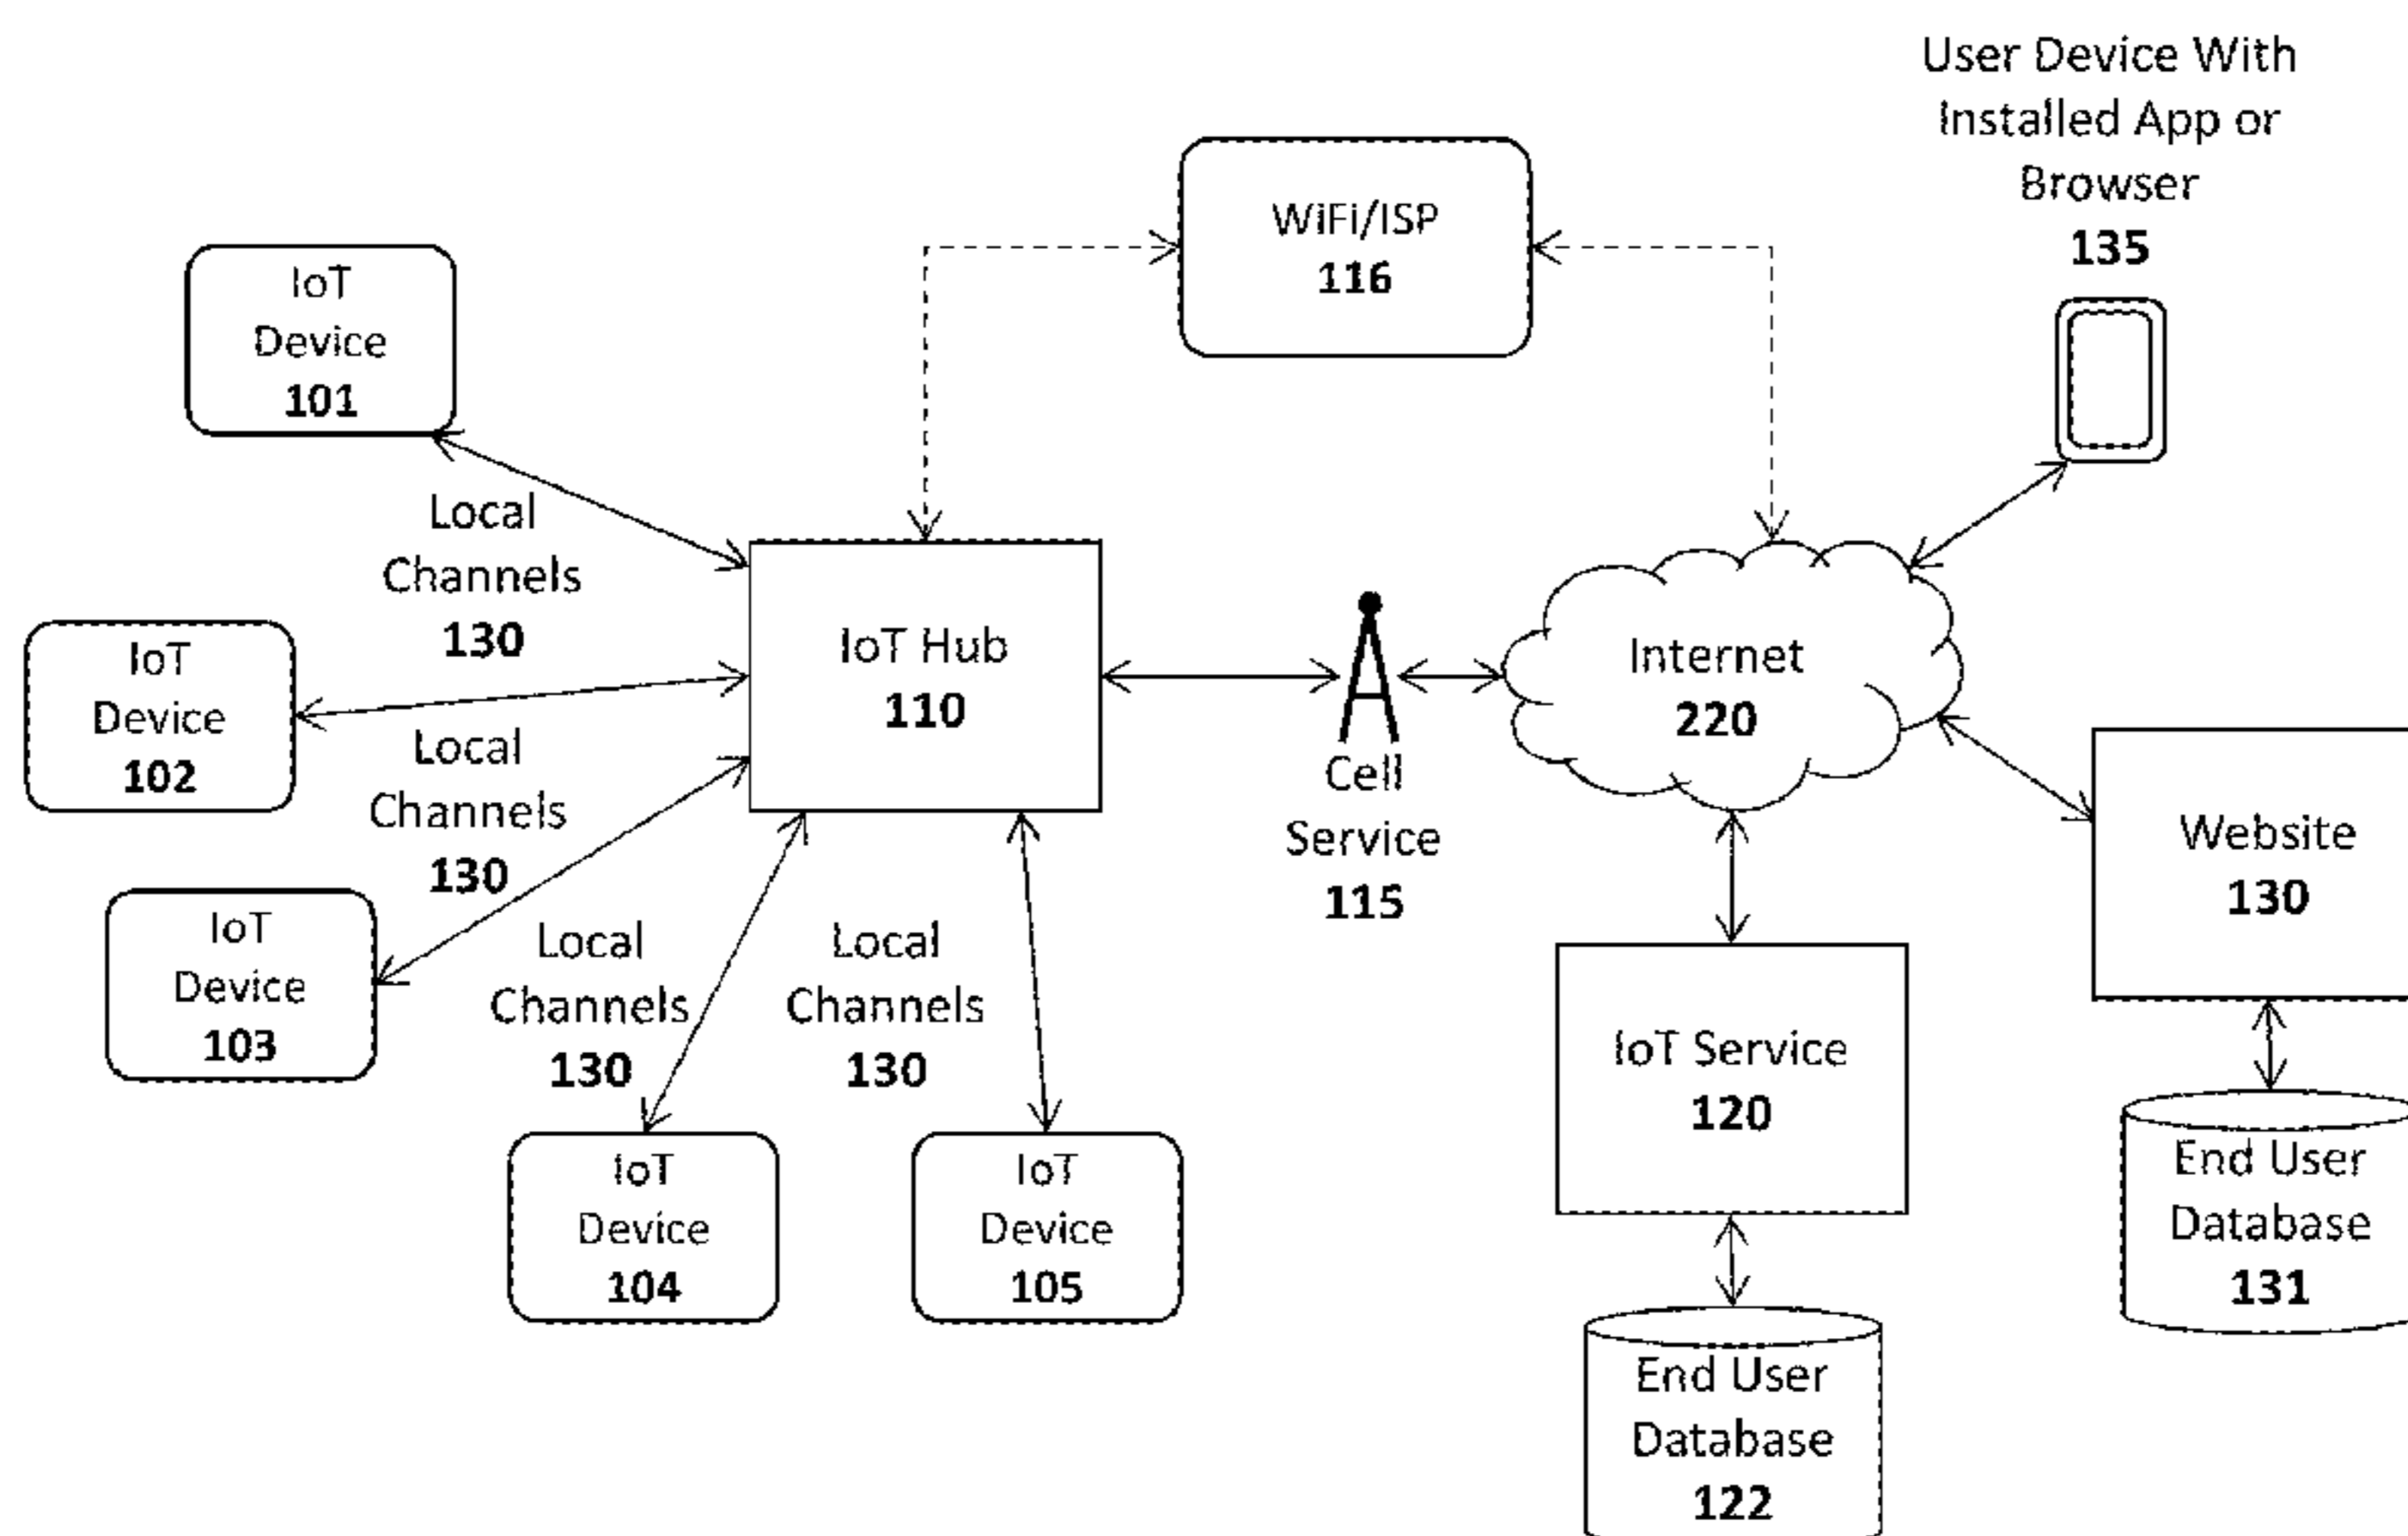 User Device With
Installed App or
Browser
135
WiFi/ISP
116
IoT
Device
101
Local
Channels
130
IoT
Device
102
IoT Hub
110
Internet
220
Local
Channels
130
Cell
Service
115
Website
130
IoT
Device
103
Local
Channels
130
Local
Channels
130
IoT Service
120
IoT
Device
104
IoT
Device
105
End User
Database
131
End User
Database
122